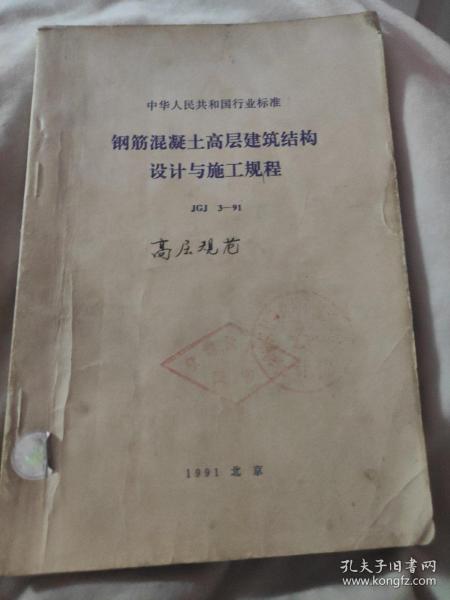 中华人民共和国行业标准
钢筋混凝土高层建筑结构
设计与施工规程
JGJ 3—91
高层规范
1991 北京
孔夫子旧书网
www.kongfz.com